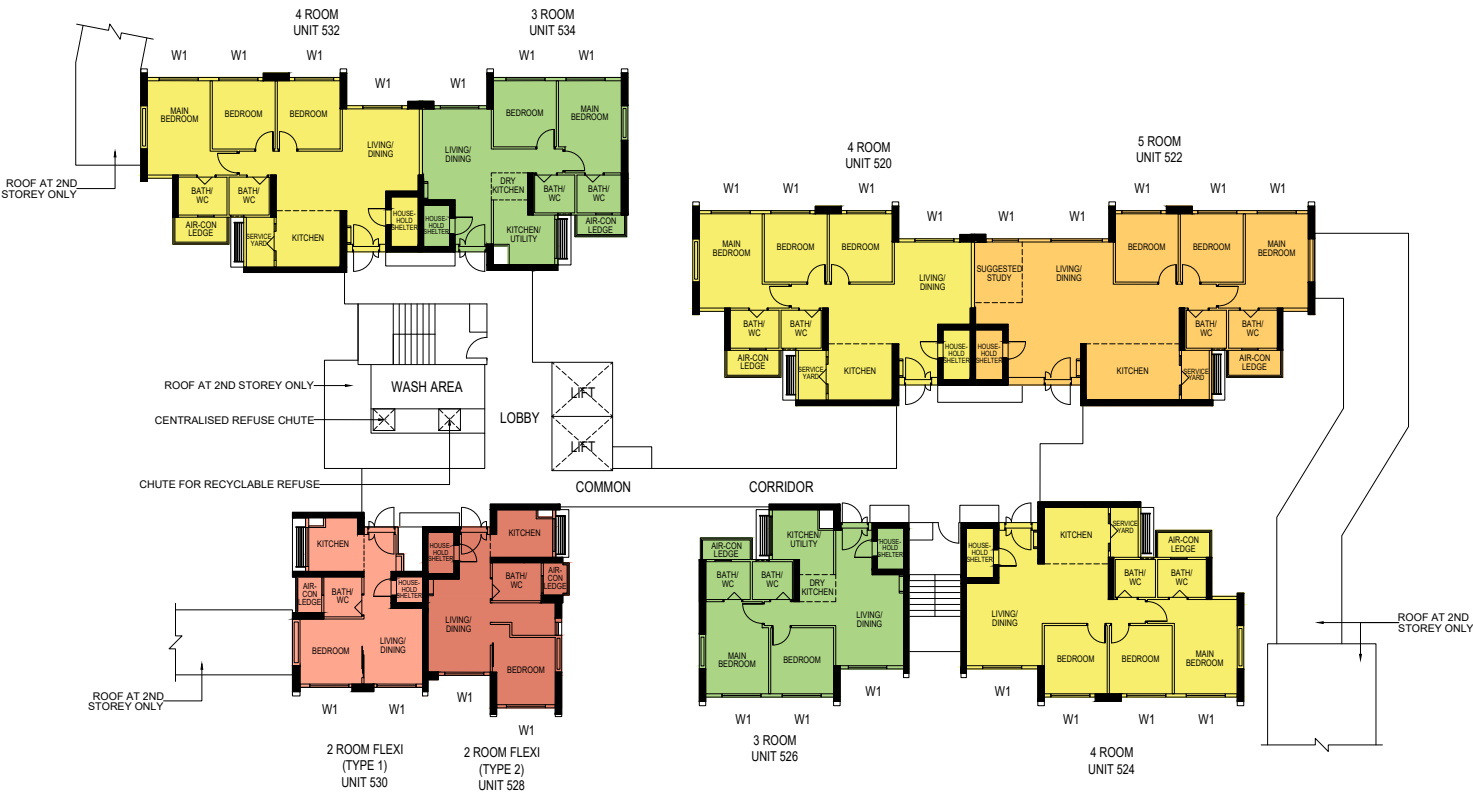 4 ROOM
UNIT 532
3 ROOM
UNIT 534
W1
W1
W1
W1
W1
W1
W1
MAIN
BEDROOM
BEDROOM
BEDROOM
LIVING/
DINING
BATH/
WC
BATH/
WC
AIR-CON
LEDGE
SERVICE
YARD
KITCHEN
HOUSE-
HOLD
SHELTER
LIVING/
DINING
BEDROOM
MAIN
BEDROOM
DRY
KITCHEN
BATH/
WC
BATH/
WC
HOUSE-
HOLD
SHELTER
KITCHEN/
UTILITY
AIR-CON
LEDGE
ROOF AT 2ND
STOREY ONLY
4 ROOM
UNIT 520
5 ROOM
UNIT 522
W1
W1
W1
W1
W1
W1
W1
W1
W1
MAIN
BEDROOM
BEDROOM
BEDROOM
LIVING/
DINING
BATH/
WC
BATH/
WC
AIR-CON
LEDGE
SERVICE
YARD
KITCHEN
HOUSE-
HOLD
SHELTER
SUGGESTED
STUDY
LIVING/
DINING
BEDROOM
BEDROOM
MAIN
BEDROOM
HOUSE-
HOLD
SHELTER
KITCHEN
BATH/
WC
BATH/
WC
SERVICE
YARD
AIR-CON
LEDGE
ROOF AT 2ND STOREY ONLY
WASH AREA
CENTRALISED REFUSE CHUTE
LOBBY
LIFT
LIFT
CHUTE FOR RECYCLABLE REFUSE
COMMON
CORRIDOR
KITCHEN
AIR-
CON
LEDGE
BATH/
WC
HOUSE-
HOLD
SHELTER
BEDROOM
LIVING/
DINING
W1
W1
2 ROOM FLEXI
(TYPE 1)
UNIT 530
HOUSE-
HOLD
SHELTER
KITCHEN
BATH/
WC
AIR-
CON
LEDGE
LIVING/
DINING
BEDROOM
W1
W1
2 ROOM FLEXI
(TYPE 2)
UNIT 528
ROOF AT 2ND
STOREY ONLY
AIR-CON
LEDGE
KITCHEN/
UTILITY
HOUSE-
HOLD
SHELTER
BATH/
WC
BATH/
WC
DRY
KITCHEN
LIVING/
DINING
MAIN
BEDROOM
BEDROOM
W1
W1
W1
3 ROOM
UNIT 526
HOUSE-
HOLD
SHELTER
KITCHEN
SERVICE
YARD
AIR-CON
LEDGE
BATH/
WC
BATH/
WC
LIVING/
DINING
BEDROOM
BEDROOM
MAIN
BEDROOM
W1
W1
W1
W1
4 ROOM
UNIT 524
ROOF AT 2ND
STOREY ONLY